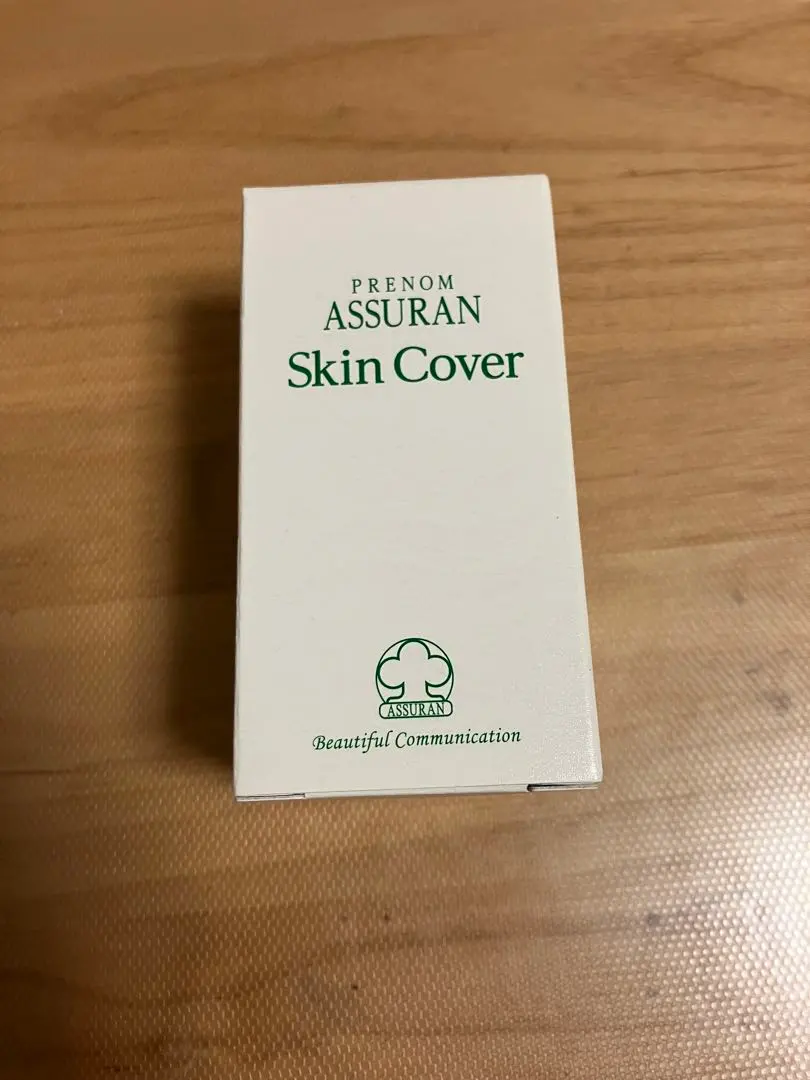 PRENOM
ASSURAN
Skin Cover
ASSURAN
Beautiful Communication